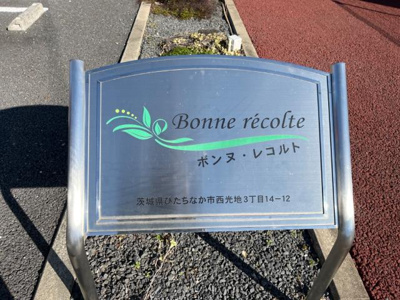 Bonne récolte
ボンヌ・レコルト
茨城県ひたちなか市西光地3丁目14-12